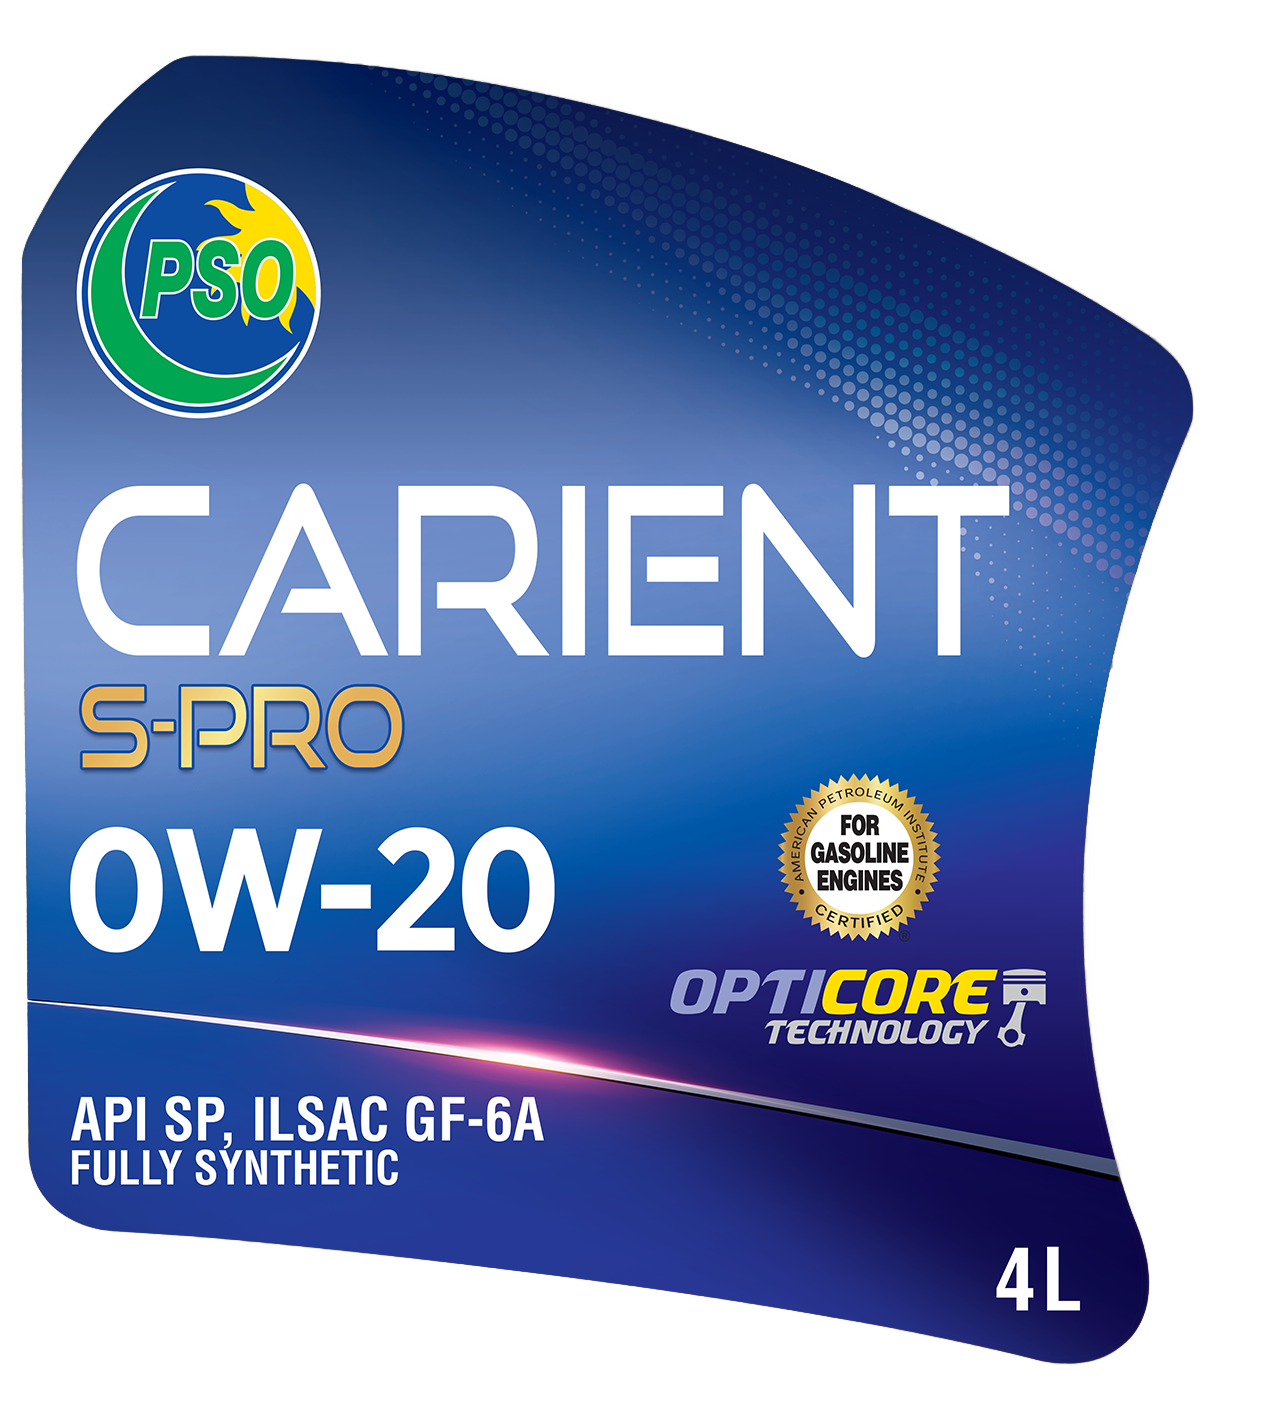 PSO
CARIENT
S-PRO
0W-20
AMERICAN PETROLEUM INSTITUTE
FOR
GASOLINE
ENGINES
CERTIFIED
®
OPTICORE
TECHNOLOGY
API SP, ILSAC GF-6A
FULLY SYNTHETIC
4L